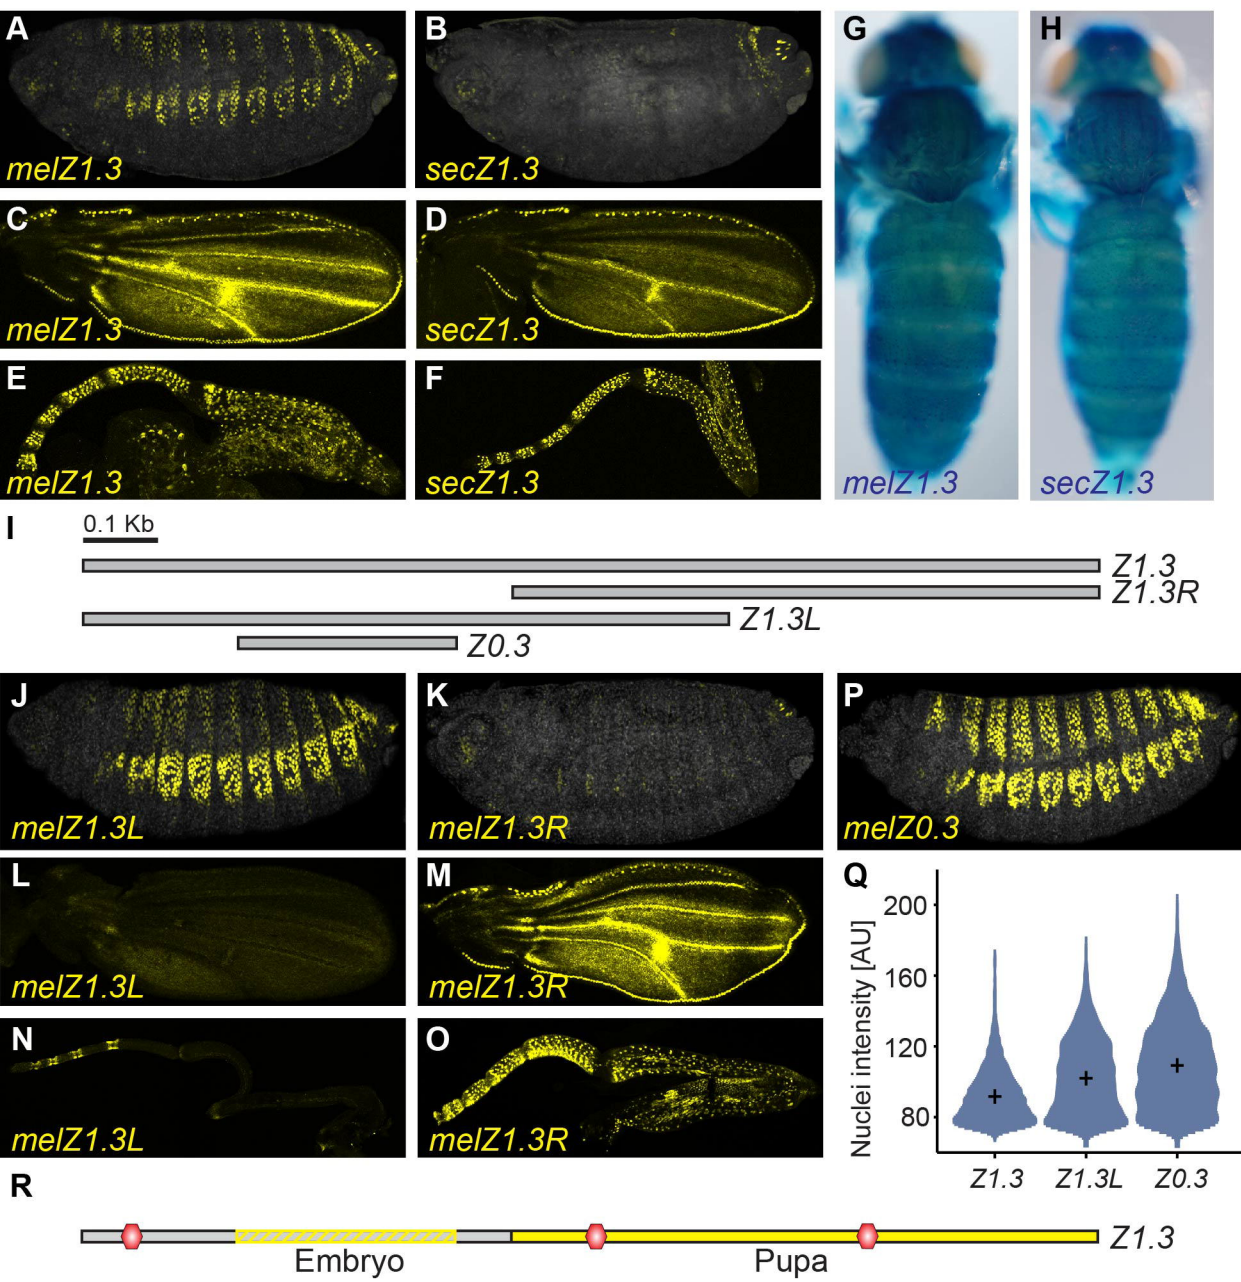 A
melZ1.3
B
secZ1.3
G
melZ1.3
H
secZ1.3
C
melZ1.3
D
secZ1.3
E
melZ1.3
F
secZ1.3
I
0.1 Kb
Z1.3
Z1.3R
Z1.3L
Z0.3
J
melZ1.3L
K
melZ1.3R
P
melZ0.3
L
melZ1.3L
M
melZ1.3R
N
melZ1.3L
O
melZ1.3R
Q
Nuclei intensity [AU]
200
160
120
80
Z1.3 Z1.3L Z0.3
R
Z1.3
Embryo Pupa